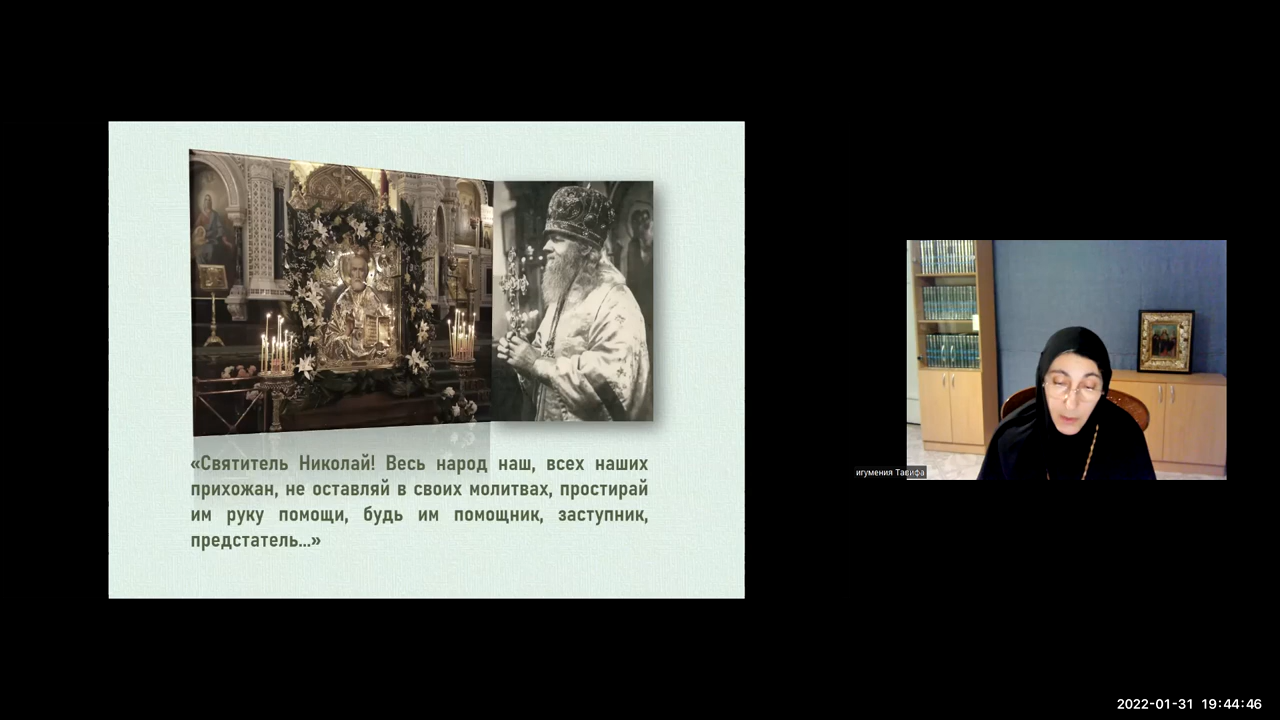 «Святитель Николай! Весь народ наш, всех наших
прихожан, не оставляй в своих молитвах, простирай
им руку помощи, будь им помощник, заступник,
предстатель...»
игумения Тавифа
2022-01-31 19:44:46